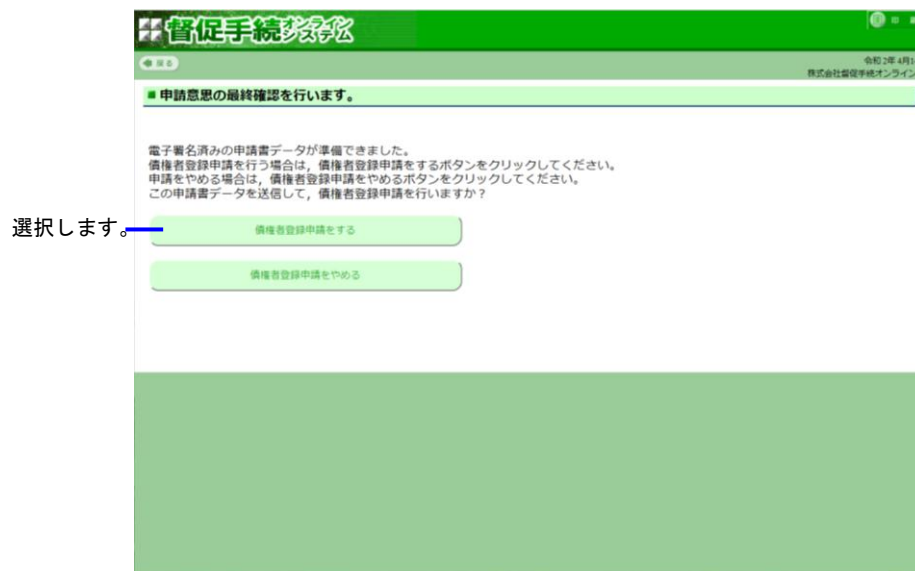 督促手続オンラインシステム
戻る
令和 2年 4月1
株式会社督促手続オンライン
申請意思の最終確認を行います。
電子署名済みの申請書データが準備できました。
債権者登録申請を行う場合は，債権者登録申請をするボタンをクリックしてください。
申請をやめる場合は，債権者登録申請をやめるボタンをクリックしてください。
この申請書データを送信して，債権者登録申請を行いますか？
選択します。
債権者登録申請をする
債権者登録申請をやめる